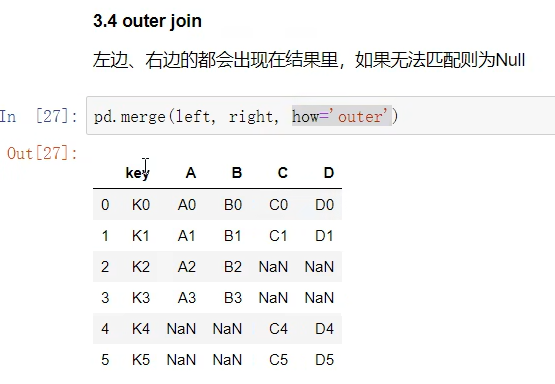 3.4 outer join
左边、右边的都会出现在结果里，如果无法匹配则为Null
In [27]: pd.merge(left, right, how='outer')
Out[27]:
key A B C D
0 K0 A0 B0 C0 D0
1 K1 A1 B1 C1 D1
2 K2 A2 B2 NaN NaN
3 K3 A3 B3 NaN NaN
4 K4 NaN NaN C4 D4
5 K5 NaN NaN C5 D5